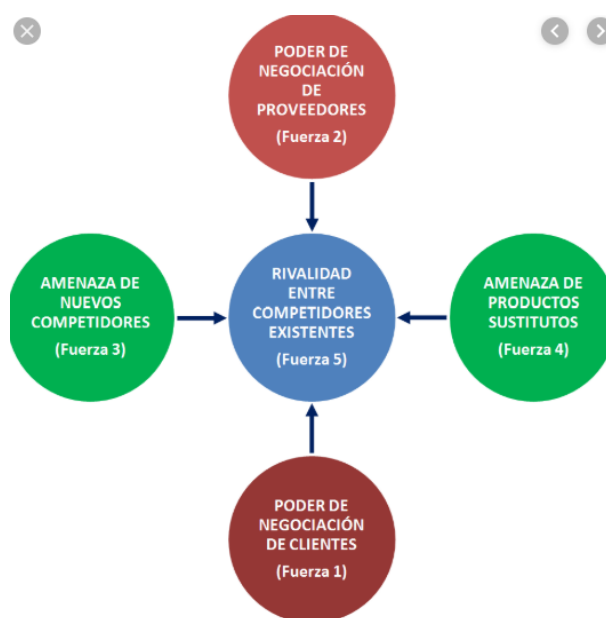 PODER DE
NEGOCIACIÓN
DE
PROVEEDORES
(Fuerza 2)
AMENAZA DE
NUEVOS
COMPETIDORES
(Fuerza 3)
RIVALIDAD
ENTRE
COMPETIDORES
EXISTENTES
(Fuerza 5)
AMENAZA DE
PRODUCTOS
SUSTITUTOS
(Fuerza 4)
PODER DE
NEGOCIACIÓN
DE CLIENTES
(Fuerza 1)